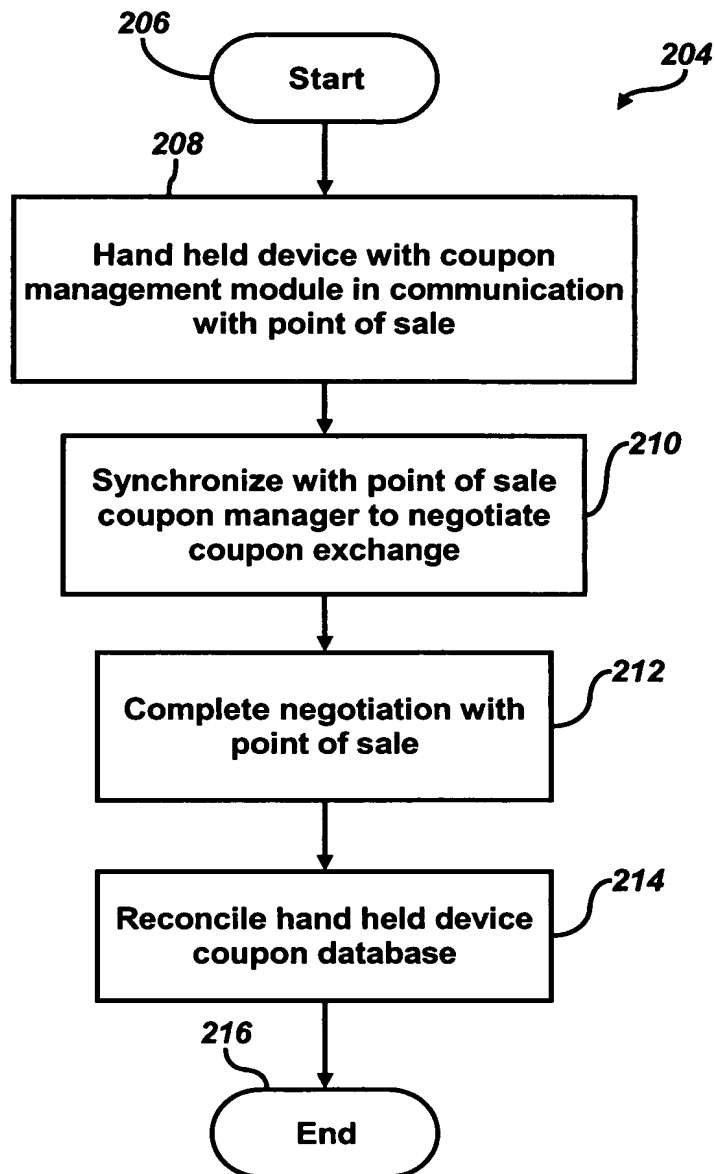 206
Start
204
208
Hand held device with coupon
management module in communication
with point of sale
210
Synchronize with point of sale
coupon manager to negotiate
coupon exchange
212
Complete negotiation with
point of sale
214
Reconcile hand held device
coupon database
216
End